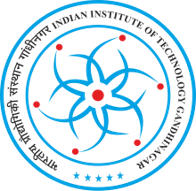 भारतीय प्रौद्योगिकी संस्थान गांधीनगर
INDIAN INSTITUTE OF TECHNOLOGY GANDHINAGAR